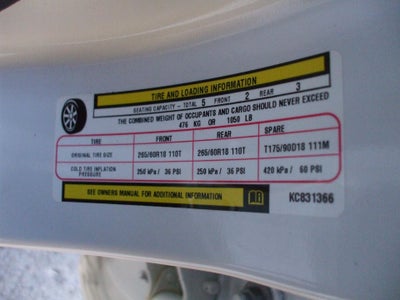 TIRE AND LOADING INFORMATION
SEATING CAPACITY - TOTAL 5 FRONT 2 REAR 3
THE COMBINED WEIGHT OF OCCUPANTS AND CARGO SHOULD NEVER EXCEED
476 KG OR 1050 LB
TIRE FRONT REAR SPARE
ORIGINAL TIRE SIZE 265/60R18 110T 265/60R18 110T T175/90D18 111M
COLD TIRE INFLATION PRESSURE 250 kPa / 36 PSI 250 kPa / 36 PSI 420 kPa / 60 PSI
SEE OWNERS MANUAL FOR ADDITIONAL INFORMATION KC831366